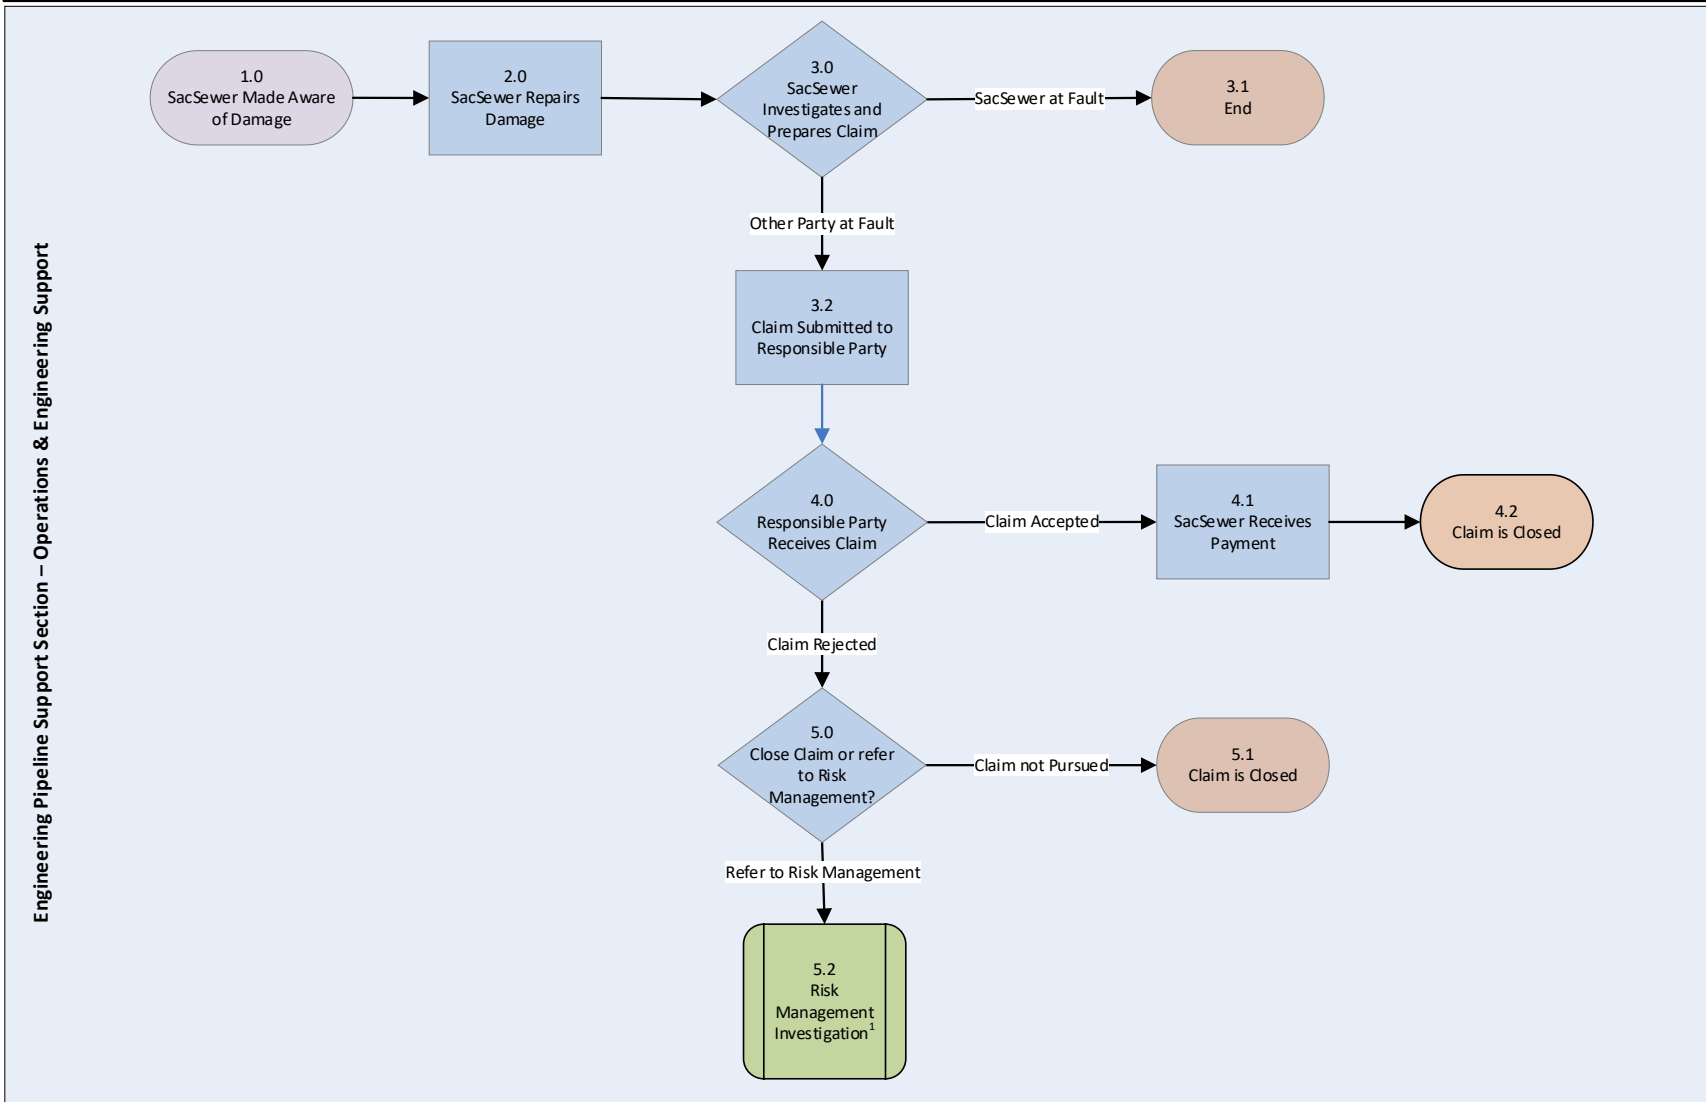 Engineering Pipeline Support Section – Operations & Engineering Support
1.0
SacSewer Made Aware
of Damage
2.0
SacSewer Repairs
Damage
3.0
SacSewer
Investigates and
Prepares Claim
SacSewer at Fault
3.1
End
Other Party at Fault
3.2
Claim Submitted to
Responsible Party
4.0
Responsible Party
Receives Claim
Claim Accepted
4.1
SacSewer Receives
Payment
4.2
Claim is Closed
Claim Rejected
5.0
Close Claim or refer
to Risk
Management?
Claim not Pursued
5.1
Claim is Closed
Refer to Risk Management
5.2
Risk
Management
Investigation¹